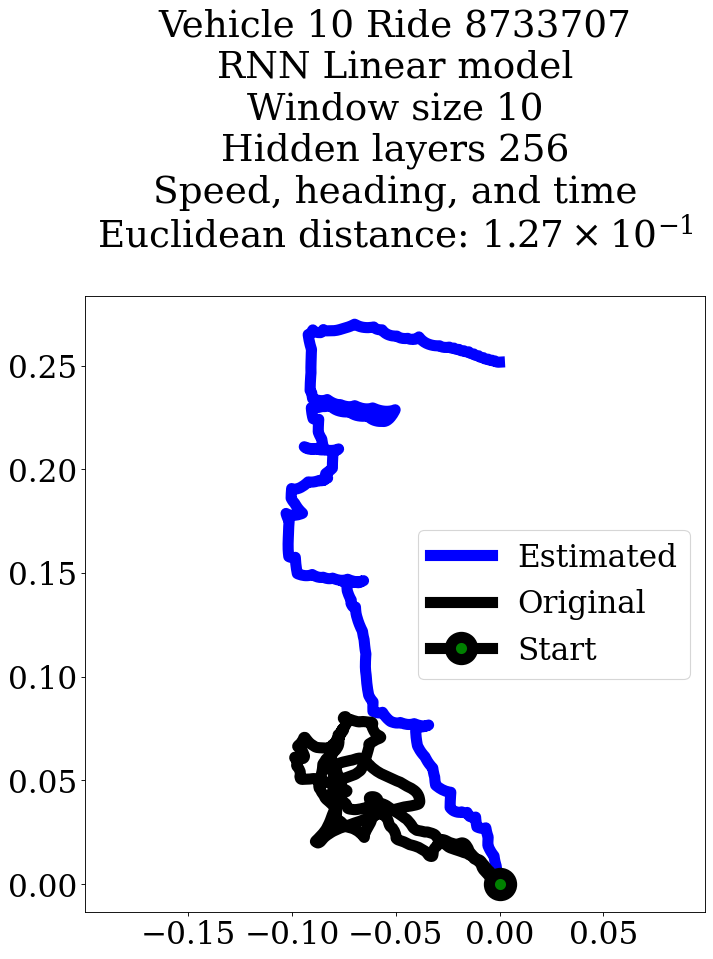 Vehicle 10 Ride 8733707
RNN Linear model
Window size 10
Hidden layers 256
Speed, heading, and time
Euclidean distance: 1.27 × 10⁻¹
0.25
0.20
0.15
0.10
0.05
0.00
Estimated
Original
Start
−0.15 −0.10 −0.05 0.00 0.05